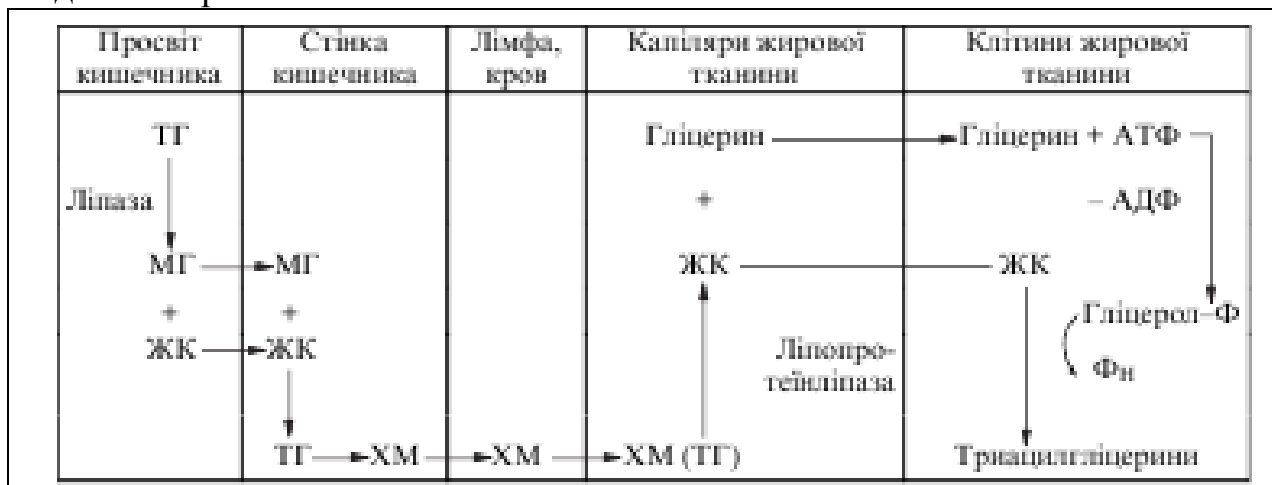 Просвіт кишечника
Стінка кишечника
Лімфа, кров
Капіляри жирової тканини
Клітини жирової тканини
ТГ
Гліцерин
Гліцерин + АТФ
Ліпаза
+
– АДФ
МГ
МГ
ЖК
ЖК
+
+
Гліцерол–Ф
ЖК
ЖК
Ліпопро-
теїнліпаза
Фн
ТГ
ХМ
ХМ
ХМ (ТГ)
Триацилгліцерини